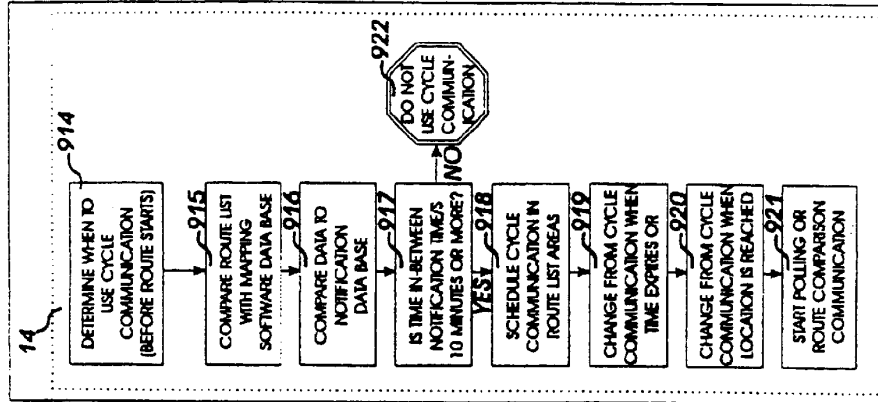 14
914
DETERMINE WHEN TO
USE CYCLE
COMMUNICATION
(BEFORE ROUTE STARTS)
915
COMPARE ROUTE LIST
WITH MAPPING
SOFTWARE DATA BASE
916
COMPARE DATA TO
NOTIFICATION
DATA BASE
917
IS TIME IN-BETWEEN
NOTIFICATION TIME/S
10 MINUTES OR MORE?
NO
922
DO NOT
USE CYCLE
COMMUN-
ICATION
YES
918
SCHEDULE CYCLE
COMMUNICATION IN
ROUTE LIST AREAS
919
CHANGE FROM CYCLE
COMMUNICATION WHEN
TIME EXPIRES OR
920
CHANGE FROM CYCLE
COMMUNICATION WHEN
LOCATION IS REACHED
921
START POLLING OR
ROUTE COMPARISON
COMMUNICATION